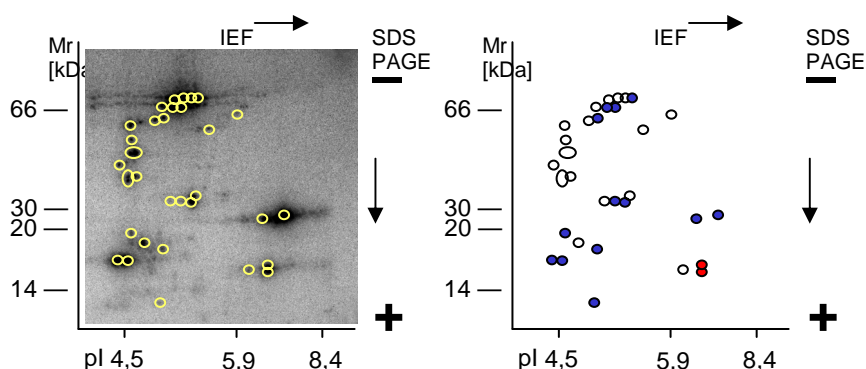 IEF
SDS
PAGE
Mr
[kDa]
66
30
20
14
pI 4,5 5,9 8,4
IEF
SDS
PAGE
Mr
[kDa]
66
30
20
14
pI 4,5 5,9 8,4